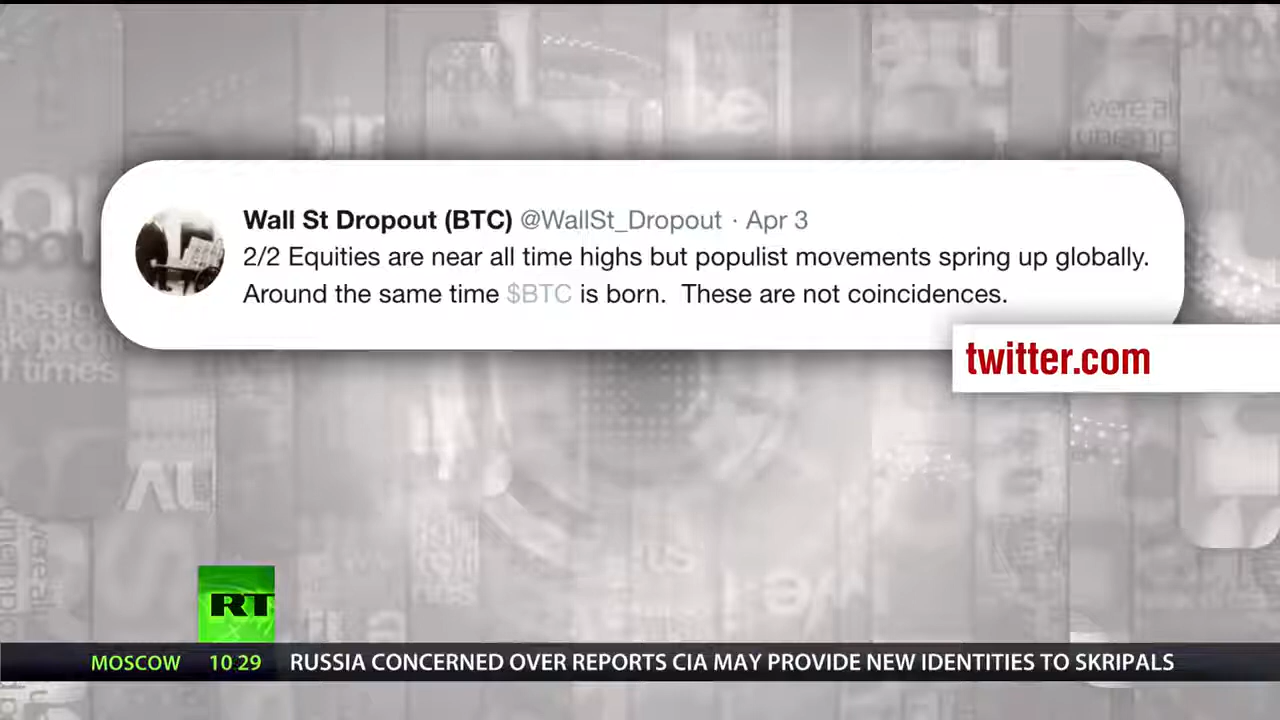 Wall St Dropout (BTC) @WallSt_Dropout · Apr 3
2/2 Equities are near all time highs but populist movements spring up globally.
Around the same time $BTC is born. These are not coincidences.
twitter.com
RT
MOSCOW 10:29 RUSSIA CONCERNED OVER REPORTS CIA MAY PROVIDE NEW IDENTITIES TO SKRIPALS